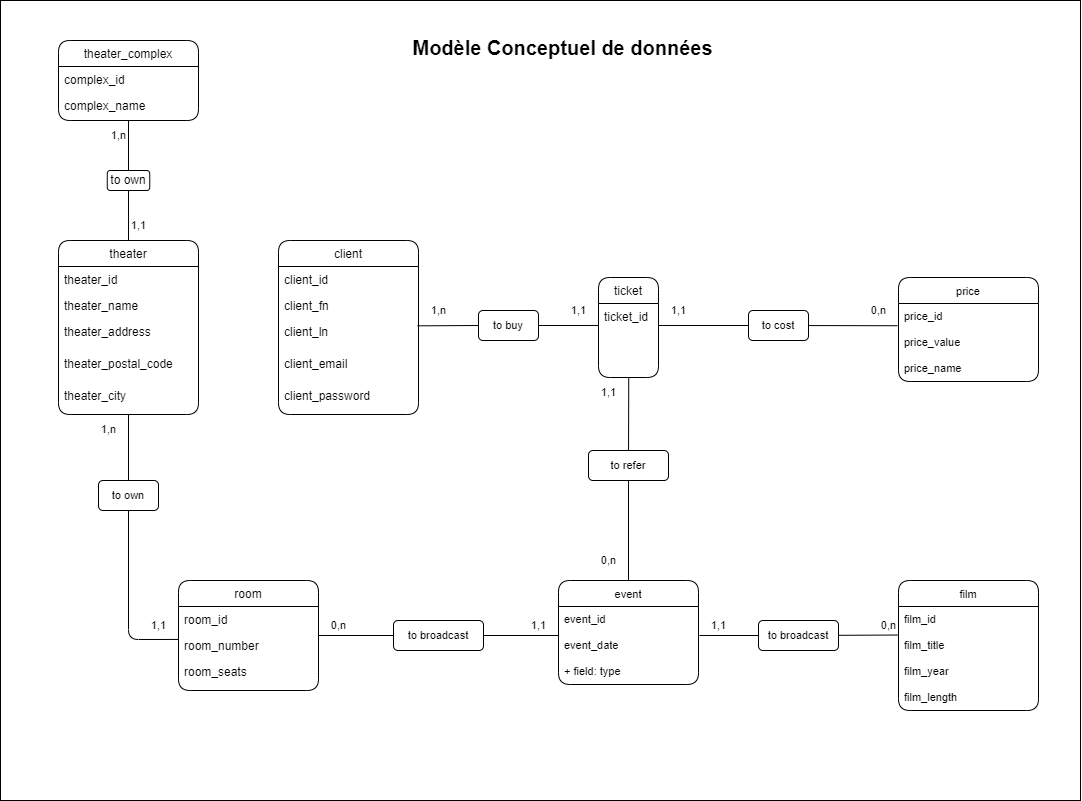 Modèle Conceptuel de données
theater_complex
complex_id
complex_name
1,n
to own
1,1
theater
theater_id
theater_name
theater_address
theater_postal_code
theater_city
1,n
to own
1,1
client
client_id
client_fn
client_ln
client_email
client_password
1,n
to buy
1,1
ticket
ticket_id
1,1
to cost
0,n
price
price_id
price_value
price_name
1,1
to refer
0,n
room
room_id
room_number
room_seats
0,n
to broadcast
1,1
event
event_id
event_date
+ field: type
1,1
to broadcast
0,n
film
film_id
film_title
film_year
film_length